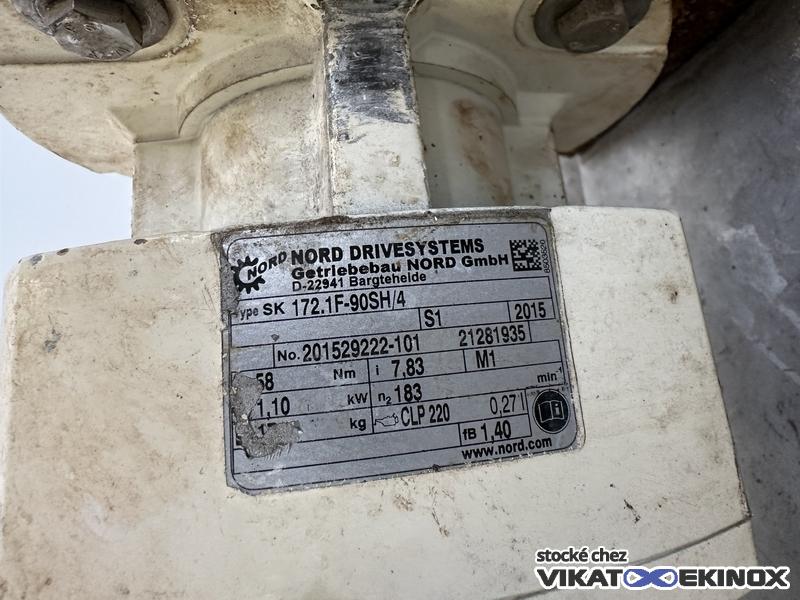 NORD
NORD DRIVESYSTEMS
Getriebebau NORD GmbH
D-22941 Bargteheide
ype SK 172.1F-90SH/4
S1 2015
No. 201529222-101 21281935
58 Nm i 7,83 M1
1,10 kW n2 183 min-1
kg CLP 220 0,27 l
fB 1,40
www.nord.com
stocké chez
VIKAT EKINOX